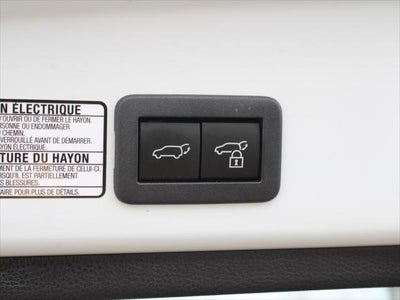 N ÉLECTRIQUE
'OUVRIR OU DE FERMER LE HAYON.
RSONNE OU ENDOMMAGER
CHEMIN.
VERROUILLÉ AVANT DE DÉMARRER.
AYON ÉLECTRIQUE.
TURE DU HAYON
MENT DE LA FERMETURE DE CELUI-CI,
RSQU'IL EST PARTIELLEMENT
S BLESSURES.
AIRE POUR PLUS DE DÉTAILS.